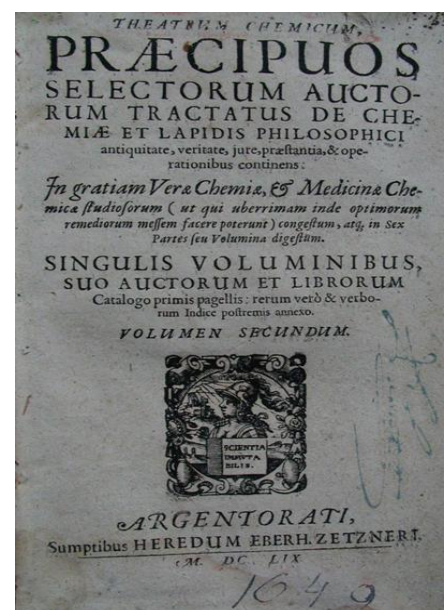 THEATRUM CHEMICUM,
PRÆCIPUOS
SELECTORUM AUCTO-
RUM TRACTATUS DE CHE-
MIÆ ET LAPIDIS PHILOSOPHICI
antiquitate, veritate, jure, præstantia, & ope-
rationibus continens:
In gratiam Veræ Chemiæ, & Medicinæ Che-
micæ studiosorum (ut qui uberrimam inde optimorum
remediorum messem facere poterunt) congestum, atq, in Sex
Partes seu Volumina digestum.
SINGULIS VOLUMINIBUS,
SUO AUCTORUM ET LIBRORUM
Catalogo primis pagellis: rerum verò & verbo-
rum Indice postremis annexo.
VOLUMEN SECUNDUM.
SCIENTIA
IMMUTA
BILIS.
ARGENTORATI,
Sumptibus HEREDUM EBERH. ZETZNERI.
M. DC. LIX
1640